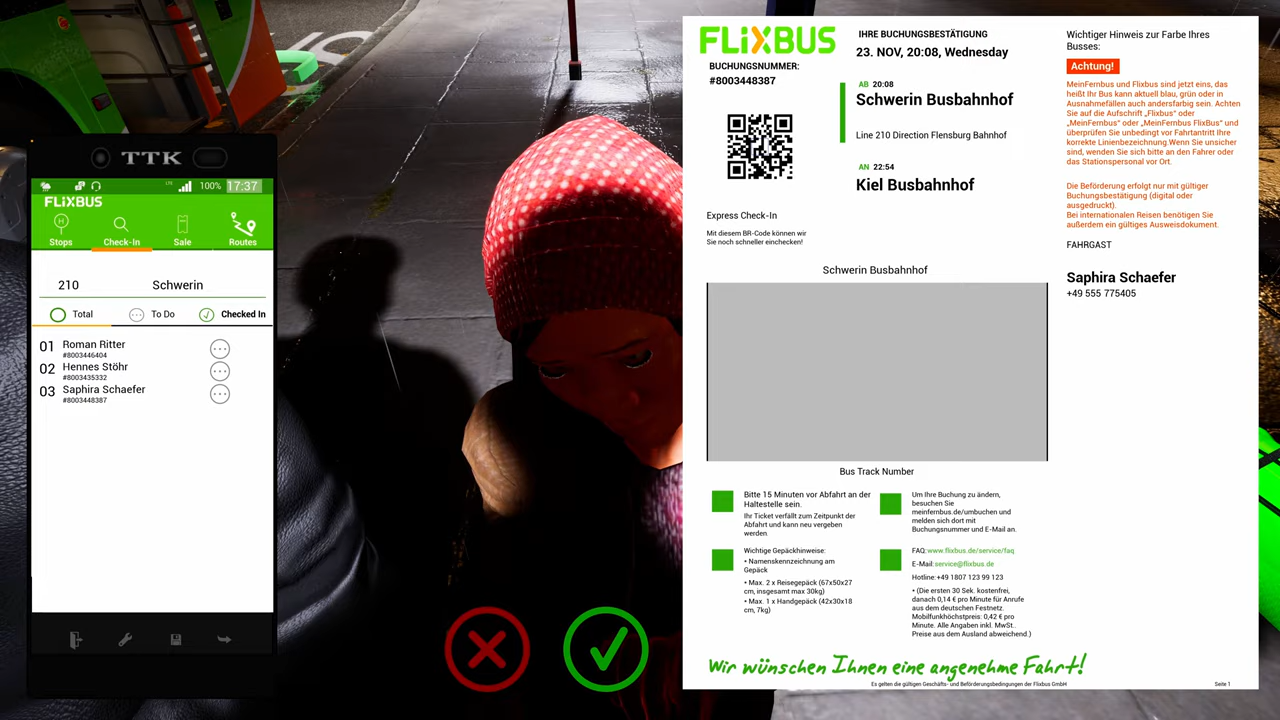 TTK
LTE 100% 17:37
FLiXBUS
Stops Check-In Sale Routes
210 Schwerin
Total To Do Checked In
01 Roman Ritter
#8003446404
02 Hennes Stöhr
#8003435332
03 Saphira Schaefer
#8003448387
FLiXBUS
BUCHUNGSNUMMER:
#8003448387
Express Check-In
Mit diesem BR-Code können wir
Sie noch schneller einchecken!
IHRE BUCHUNGSBESTÄTIGUNG
23. NOV, 20:08, Wednesday
AB 20:08
Schwerin Busbahnhof
Line 210 Direction Flensburg Bahnhof
AN 22:54
Kiel Busbahnhof
Schwerin Busbahnhof
Bus Track Number
Bitte 15 Minuten vor Abfahrt an der
Haltestelle sein.
Ihr Ticket verfällt zum Zeitpunkt der
Abfahrt und kann neu vergeben
werden.
Wichtige Gepäckhinweise:
• Namenskennzeichnung am
Gepäck
• Max. 2 x Reisegepäck (67x50x27
cm, insgesamt max 30kg)
• Max. 1 x Handgepäck (42x30x18
cm, 7kg)
Um Ihre Buchung zu ändern,
besuchen Sie
meinfernbus.de/umbuchen und
melden sich dort mit
Buchungsnummer und E-Mail an.
FAQ: www.flixbus.de/service/faq
E-Mail: service@flixbus.de
Hotline: +49 1807 123 99 123
• (Die ersten 30 Sek. kostenfrei,
danach 0,14 € pro Minute für Anrufe
aus dem deutschen Festnetz.
Mobilfunkhöchstpreis: 0,42 € pro
Minute. Alle Angaben inkl. MwSt..
Preise aus dem Ausland abweichend.)
Wichtiger Hinweis zur Farbe Ihres
Busses:
Achtung!
MeinFernbus und Flixbus sind jetzt eins, das
heißt Ihr Bus kann aktuell blau, grün oder in
Ausnahmefällen auch andersfarbig sein. Achten
Sie auf die Aufschrift „Flixbus“ oder
„MeinFernbus“ oder „MeinFernbus FlixBus“ und
überprüfen Sie unbedingt vor Fahrtantritt Ihre
korrekte Linienbezeichnung.Wenn Sie unsicher
sind, wenden Sie sich bitte an den Fahrer oder
das Stationspersonal vor Ort.
Die Beförderung erfolgt nur mit gültiger
Buchungsbestätigung (digital oder
ausgedruckt).
Bei internationalen Reisen benötigen Sie
außerdem ein gültiges Ausweisdokument.
FAHRGAST
Saphira Schaefer
+49 555 775405
Wir wünschen Ihnen eine angenehme Fahrt!
Es gelten die gültigen Geschäfts- und Beförderungsbedingungen der Flixbus GmbH
Seite 1